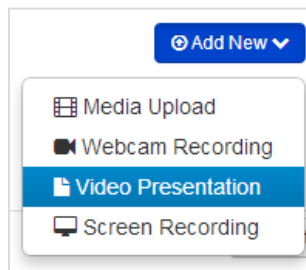 Add New
Media Upload
Webcam Recording
Video Presentation
Screen Recording